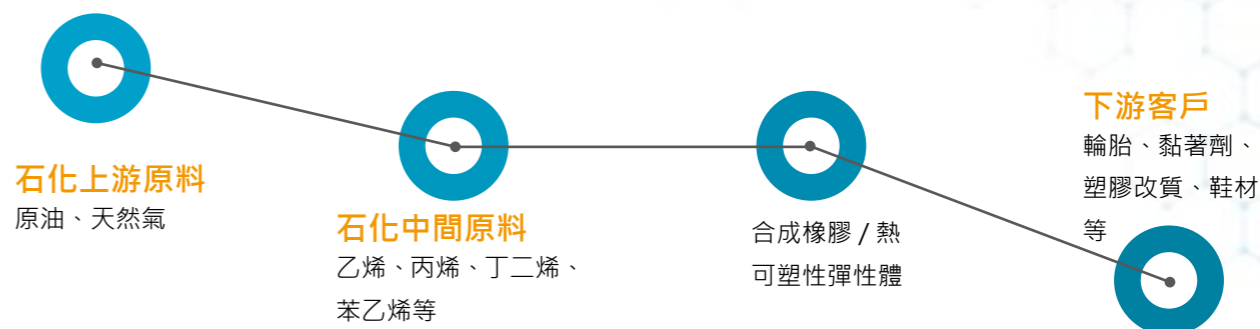 石化上游原料
原油、天然氣
石化中間原料
乙烯、丙烯、丁二烯、
苯乙烯等
合成橡膠 / 熱
可塑性彈性體
下游客戶
輪胎、黏著劑、
塑膠改質、鞋材
等